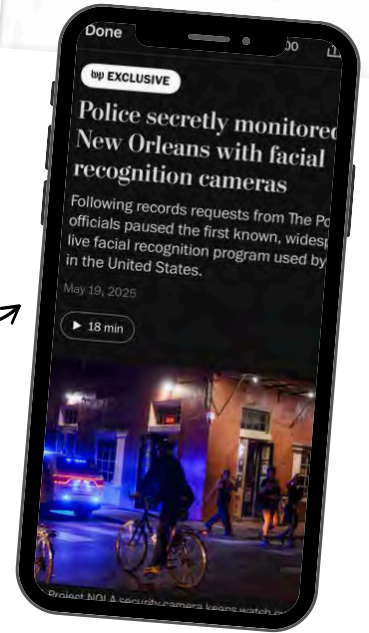 Done
00
wp EXCLUSIVE
Police secretly monitored
New Orleans with facial
recognition cameras
Following records requests from The Po
officials paused the first known, widesp
live facial recognition program used by
in the United States.
May 19, 2025
18 min
Project NOLA security camera keeps watch